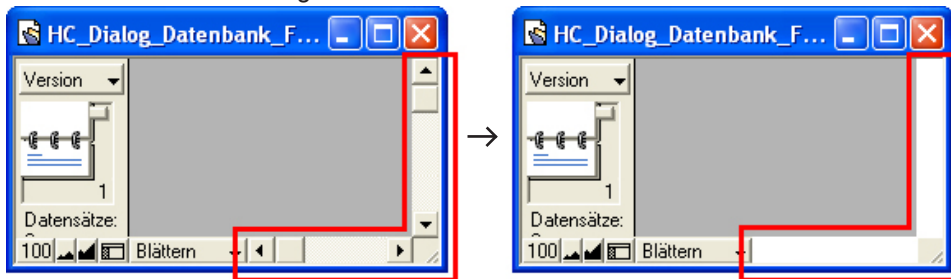 HC_Dialog_Datenbank_F...
Version
1
Datensätze:
100
Blättern
→
HC_Dialog_Datenbank_F...
Version
1
Datensätze:
100
Blättern